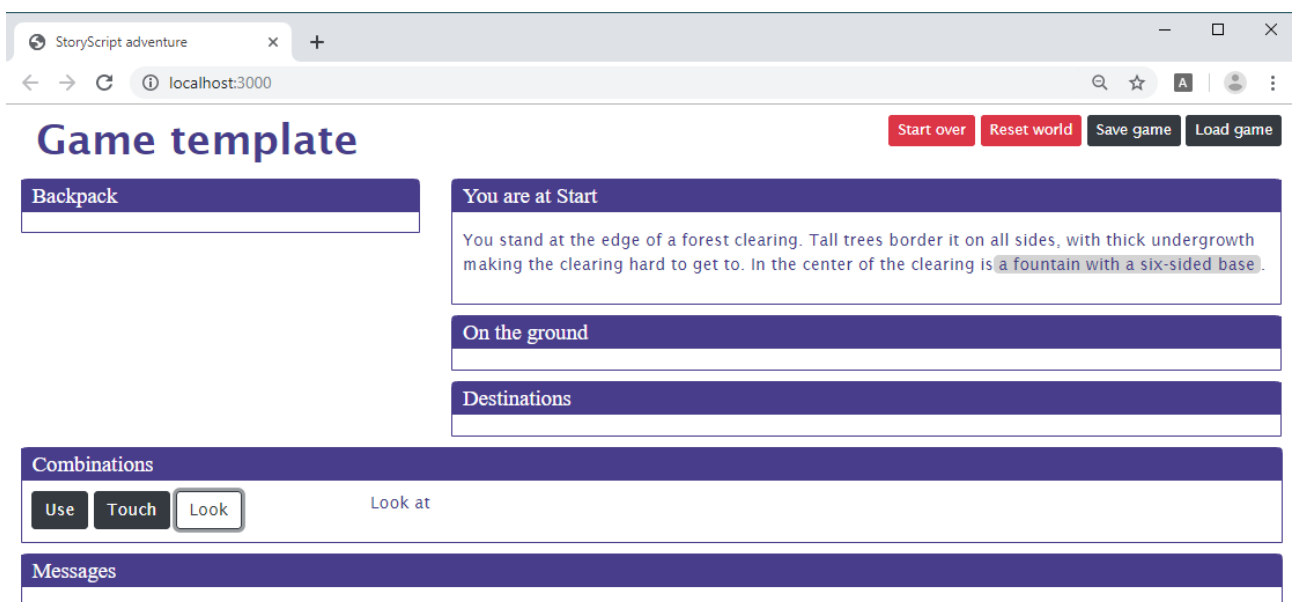 StoryScript adventure
localhost:3000
A
Game template
Start over
Reset world
Save game
Load game
Backpack
You are at Start
You stand at the edge of a forest clearing. Tall trees border it on all sides, with thick undergrowth
making the clearing hard to get to. In the center of the clearing is a fountain with a six-sided base .
On the ground
Destinations
Combinations
Use
Touch
Look
Look at
Messages